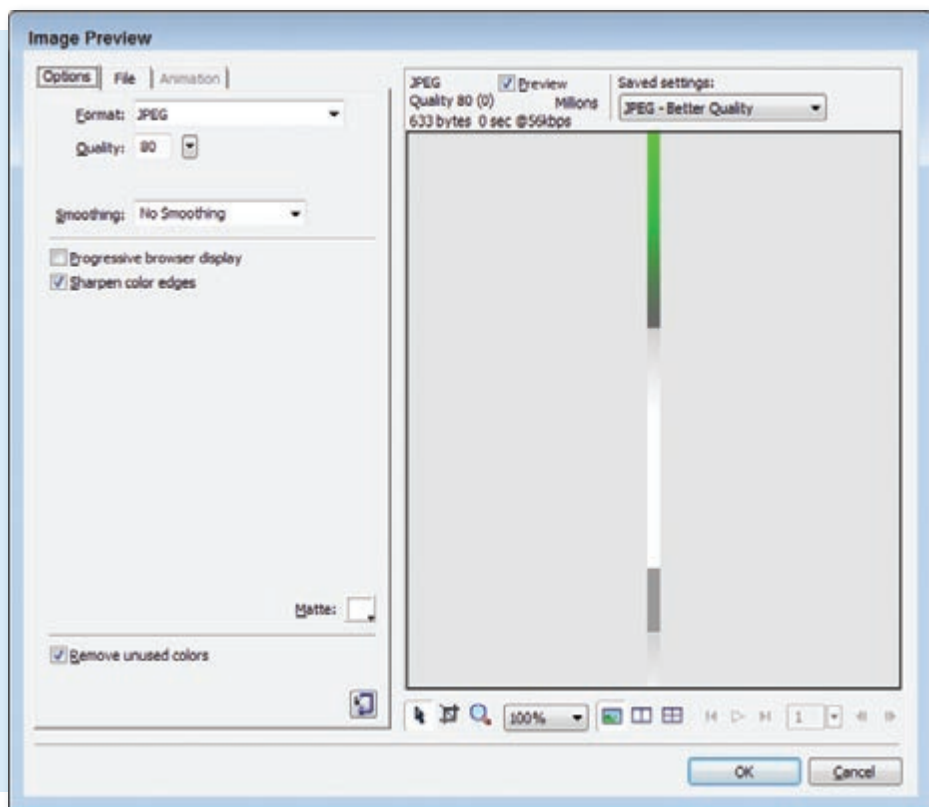 Image Preview
Options File Animation
Format: JPEG
Quality: 80
Smoothing: No Smoothing
Progressive browser display
Sharpen color edges
Matte:
Remove unused colors
JPEG Preview Saved settings:
Quality 80 (0) Millions JPEG - Better Quality
633 bytes 0 sec @56kbps
100% 1
OK Cancel